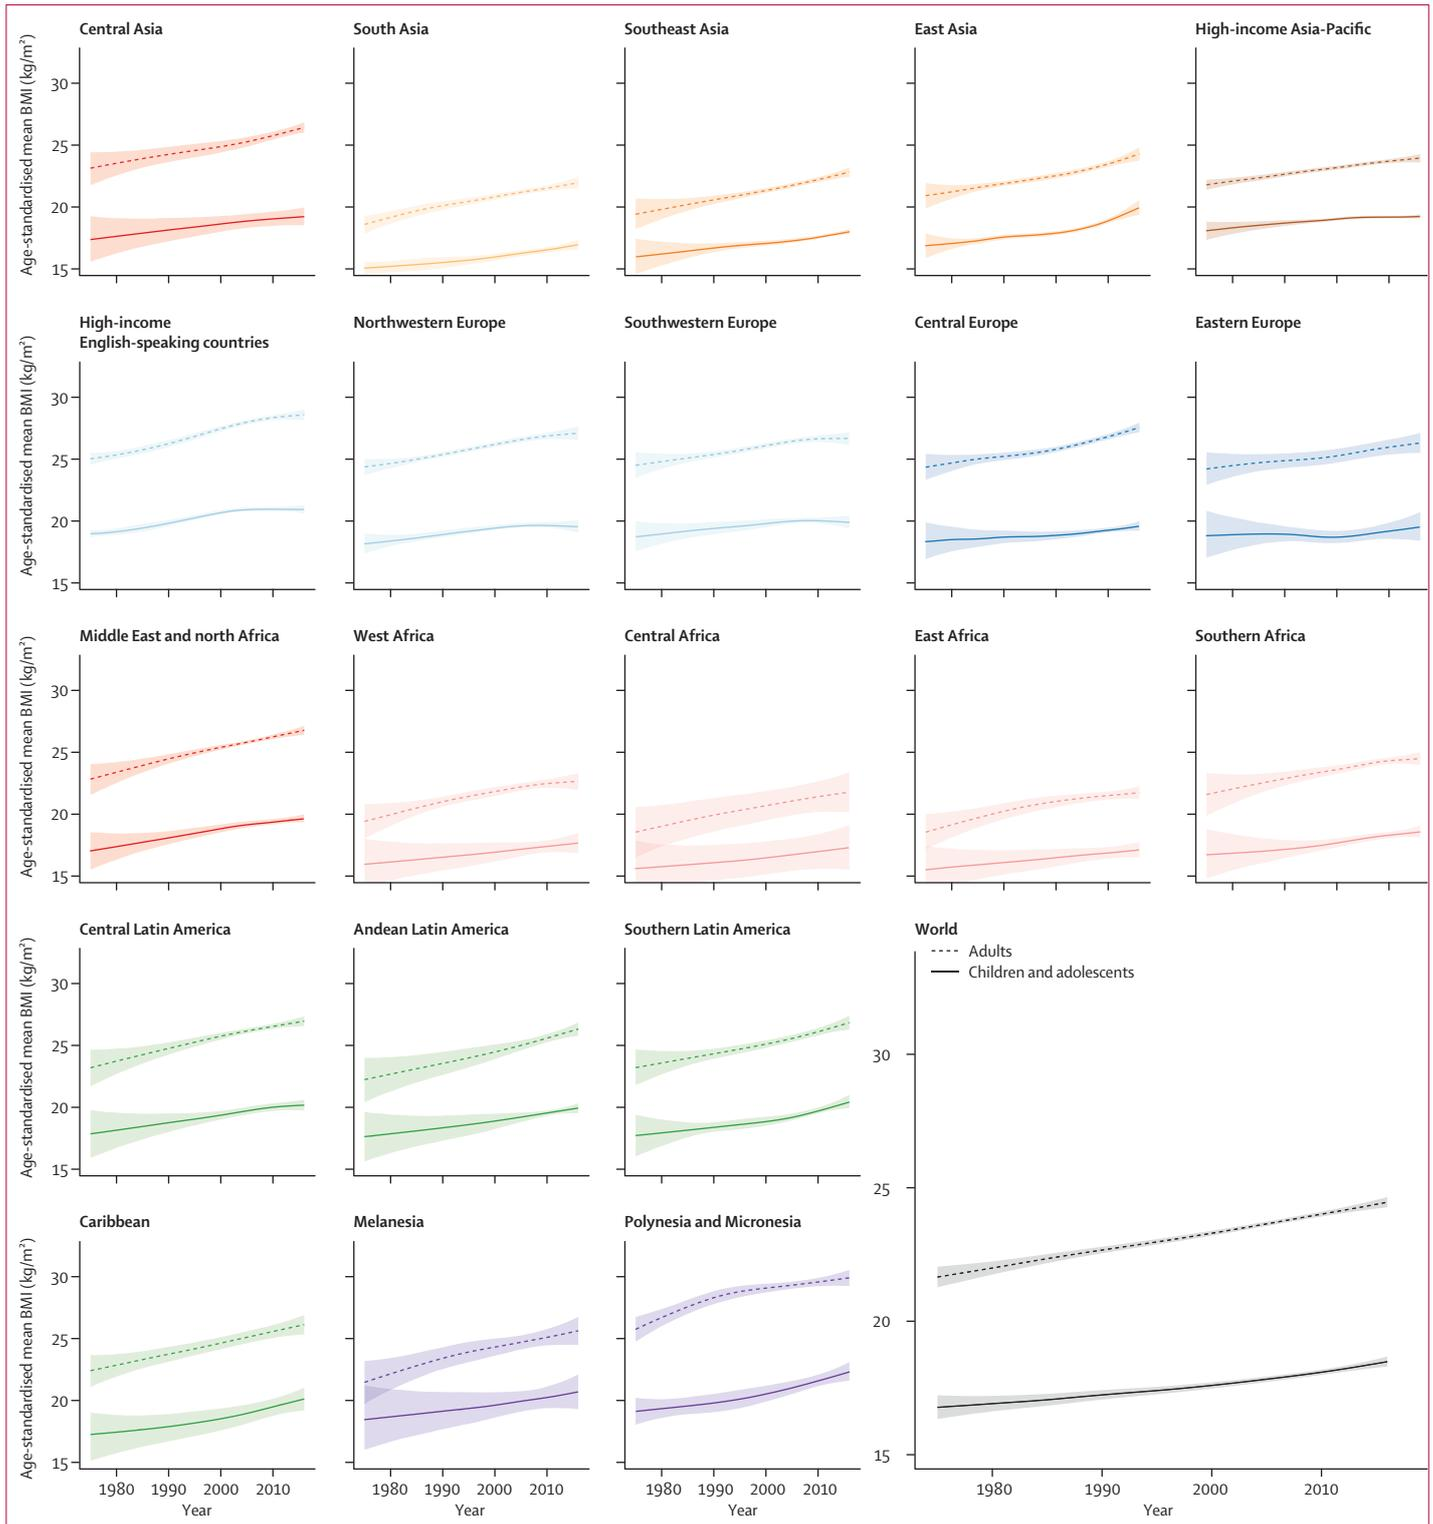 Central Asia
South Asia
Southeast Asia
East Asia
High-income Asia-Pacific
Age-standardised mean BMI (kg/m²)
30
25
20
15
High-income
English-speaking countries
Northwestern Europe
Southwestern Europe
Central Europe
Eastern Europe
Age-standardised mean BMI (kg/m²)
30
25
20
15
Middle East and north Africa
West Africa
Central Africa
East Africa
Southern Africa
Age-standardised mean BMI (kg/m²)
30
25
20
15
Central Latin America
Andean Latin America
Southern Latin America
World
Adults
Children and adolescents
Age-standardised mean BMI (kg/m²)
30
25
20
15
30
25
20
15
Caribbean
Melanesia
Polynesia and Micronesia
Age-standardised mean BMI (kg/m²)
30
25
20
15
1980 1990 2000 2010
Year
1980 1990 2000 2010
Year
1980 1990 2000 2010
Year
1980 1990 2000 2010
Year